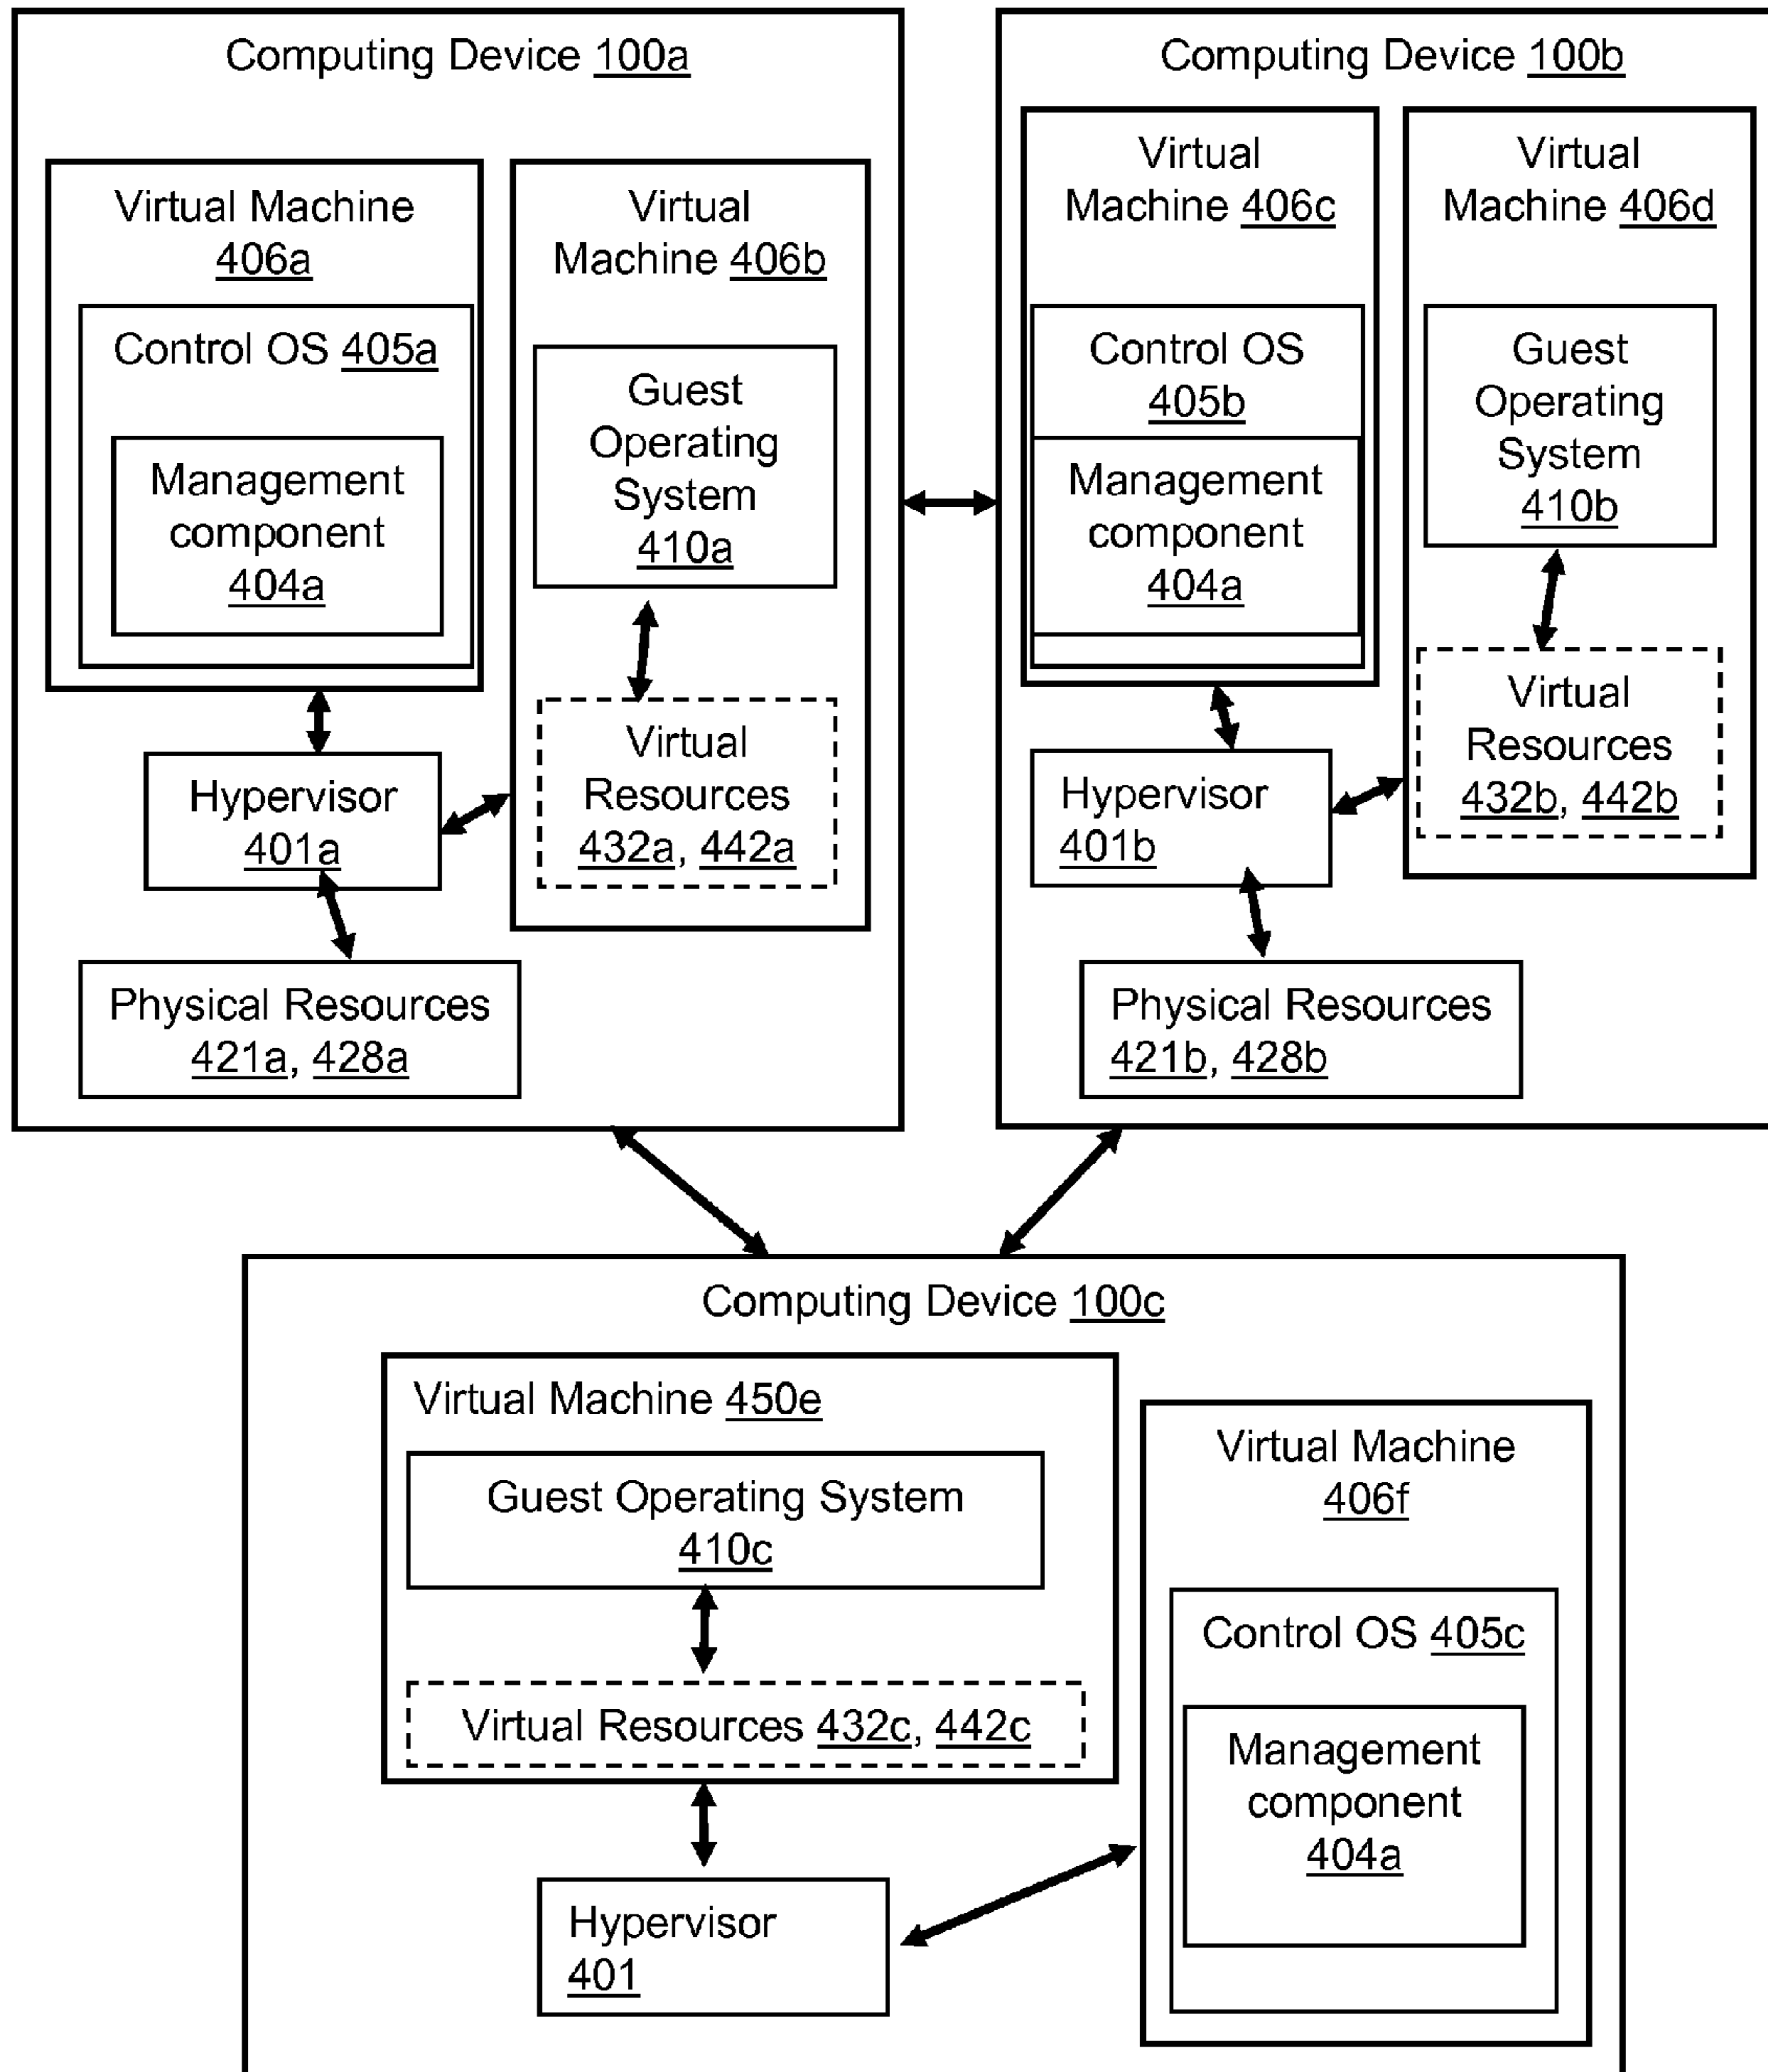 Computing Device 100a
Virtual Machine
406a
Control OS 405a
Management
component
404a
Virtual
Machine 406b
Guest
Operating
System
410a
Virtual
Resources
432a, 442a
Hypervisor
401a
Physical Resources
421a, 428a
Computing Device 100b
Virtual
Machine 406c
Control OS
405b
Management
component
404a
Virtual
Machine 406d
Guest
Operating
System
410b
Virtual
Resources
432b, 442b
Hypervisor
401b
Physical Resources
421b, 428b
Computing Device 100c
Virtual Machine 450e
Guest Operating System
410c
Virtual Resources 432c, 442c
Virtual Machine
406f
Control OS 405c
Management
component
404a
Hypervisor
401